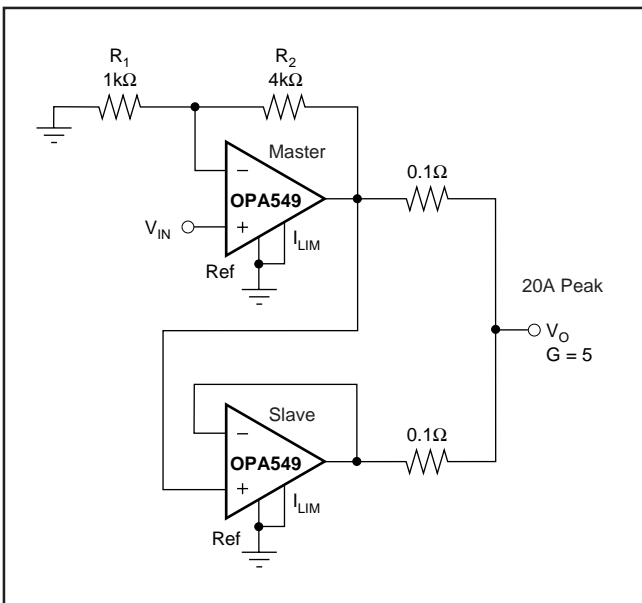 R1
1kΩ
R2
4kΩ
Master
0.1Ω
–
OPA549
VIN
+
ILIM
Ref
20A Peak
VO
G = 5
Slave
0.1Ω
–
OPA549
+
ILIM
Ref